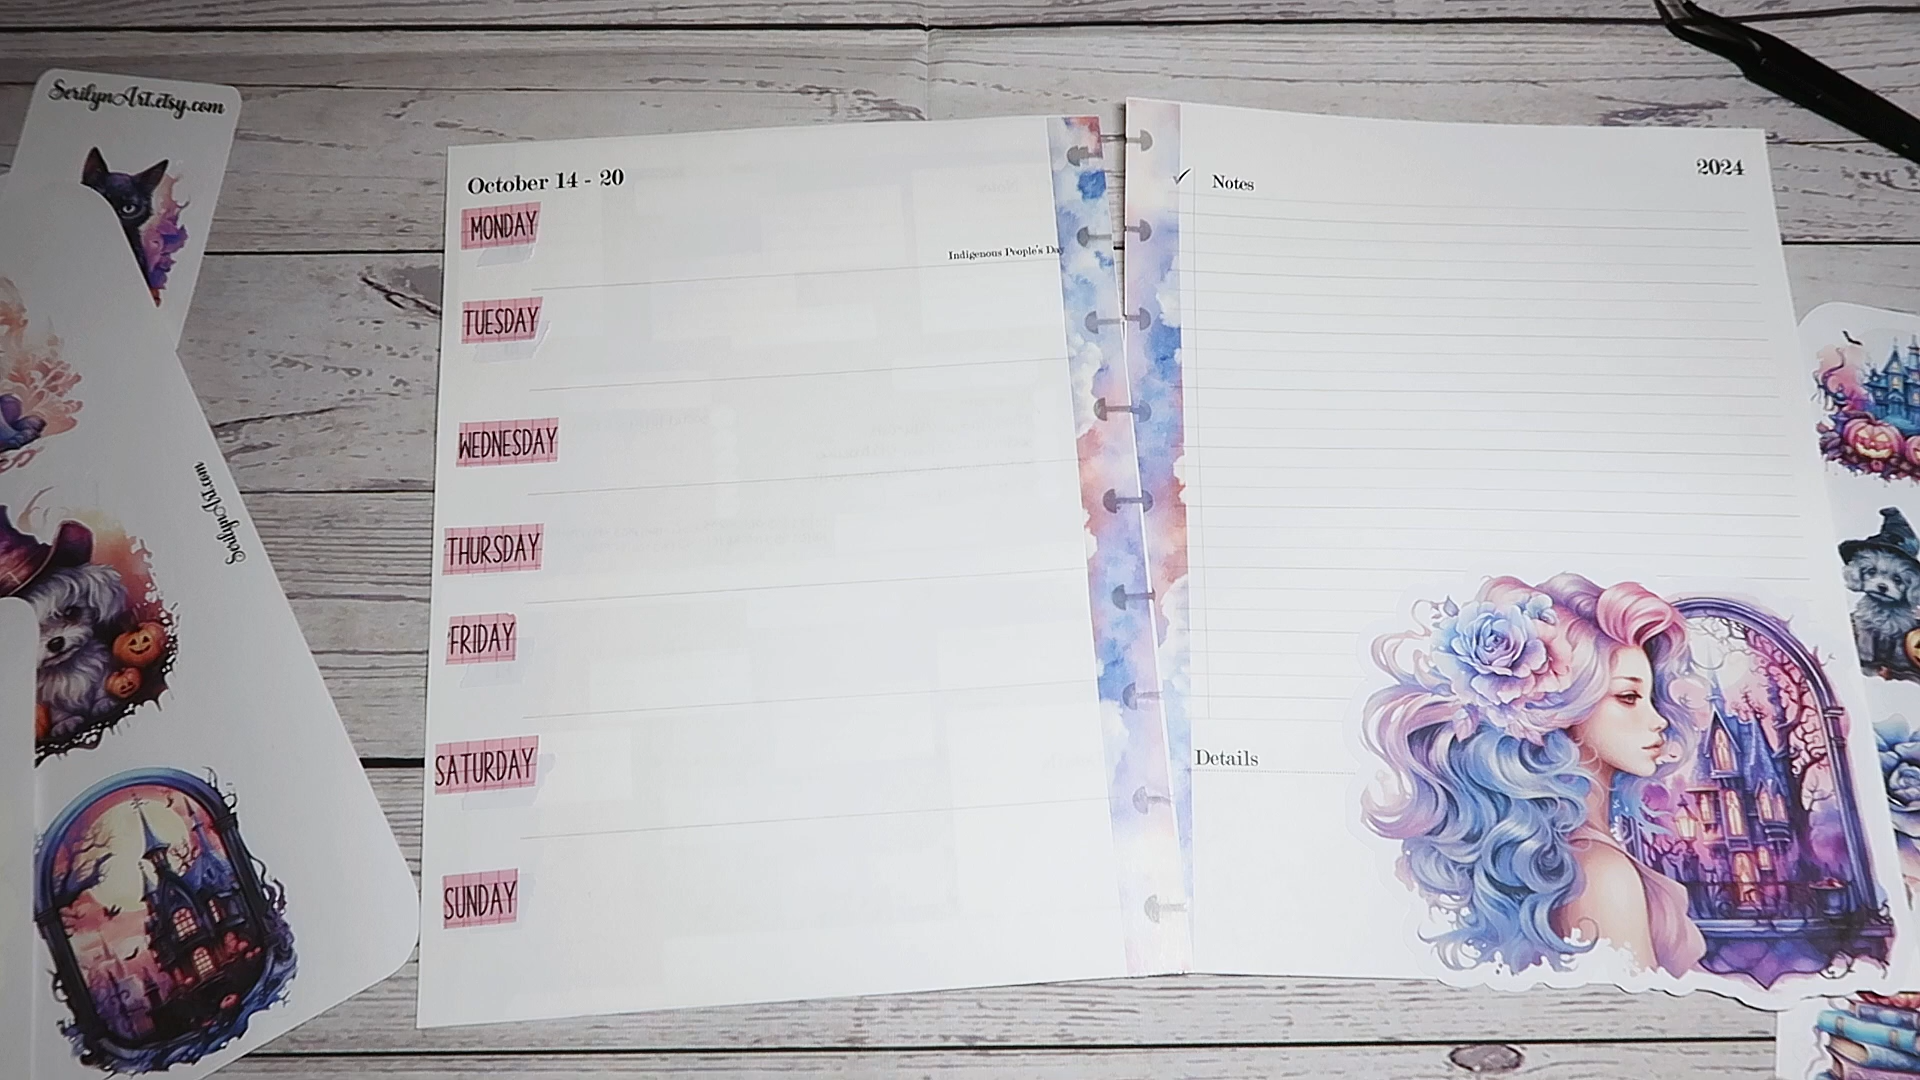 SerilynArt.etsy.com
SerilynArt.com
October 14 - 20
MONDAY
Indigenous People's Day
TUESDAY
WEDNESDAY
THURSDAY
FRIDAY
SATURDAY
SUNDAY
2024
✓ Notes
Details